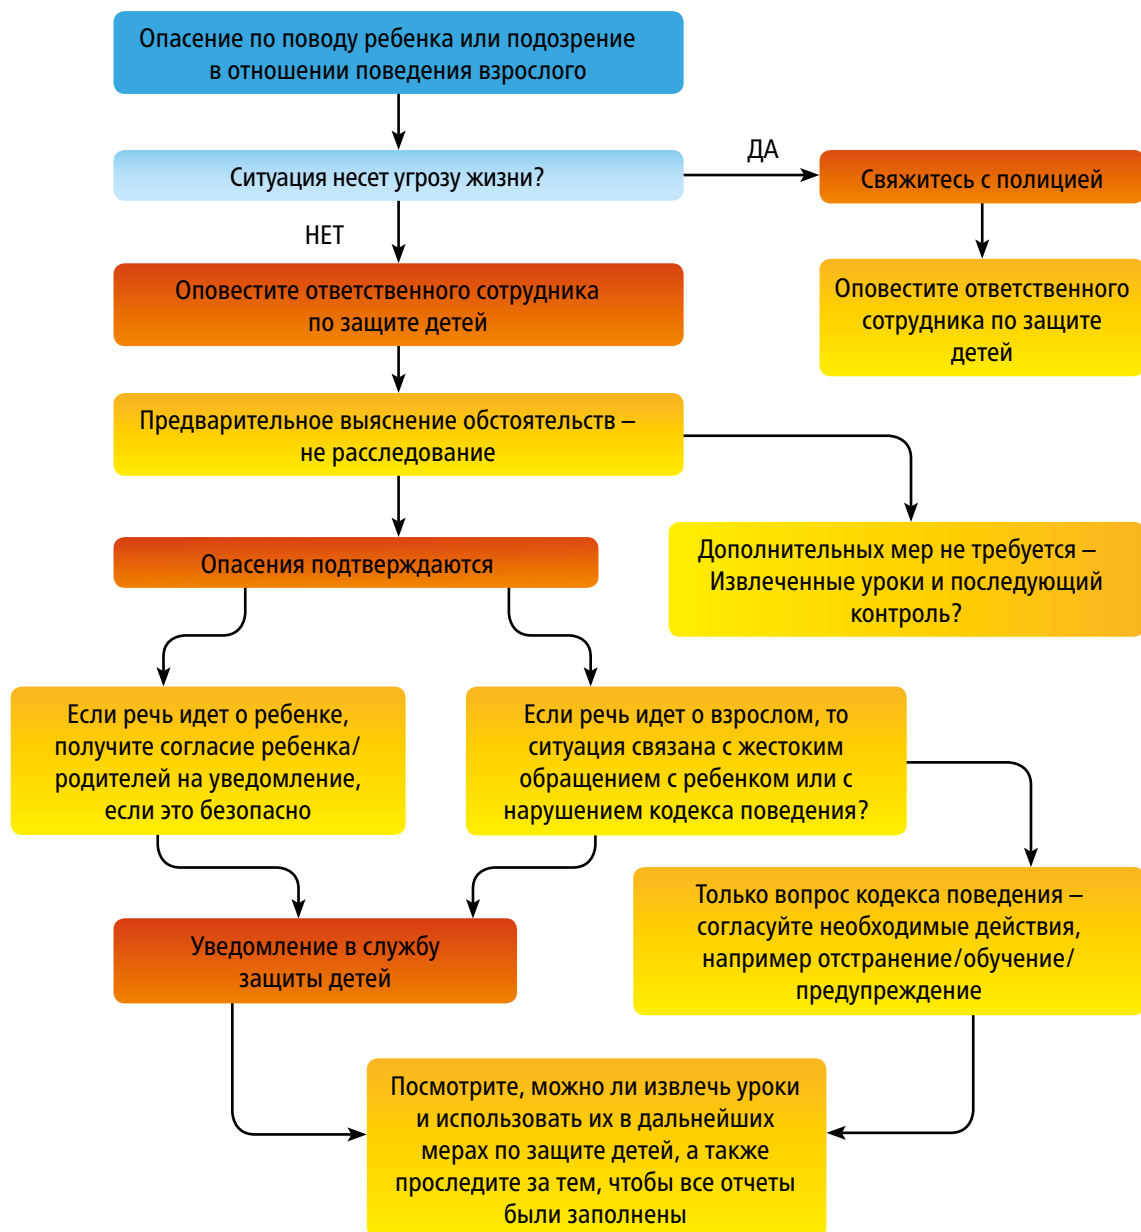 Опасение по поводу ребенка или подозрение
в отношении поведения взрослого
Ситуация несет угрозу жизни?
ДА
Свяжитесь с полицией
НЕТ
Оповестите ответственного сотрудника
по защите детей
Оповестите ответственного
сотрудника по защите
детей
Предварительное выяснение обстоятельств –
не расследование
Опасения подтверждаются
Дополнительных мер не требуется –
Извлеченные уроки и последующий
контроль?
Если речь идет о ребенке,
получите согласие ребенка/
родителей на уведомление,
если это безопасно
Если речь идет о взрослом, то
ситуация связана с жестоким
обращением с ребенком или с
нарушением кодекса поведения?
Только вопрос кодекса поведения –
согласуйте необходимые действия,
например отстранение/обучение/
предупреждение
Уведомление в службу
защиты детей
Посмотрите, можно ли извлечь уроки
и использовать их в дальнейших
мерах по защите детей, а также
проследите за тем, чтобы все отчеты
были заполнены